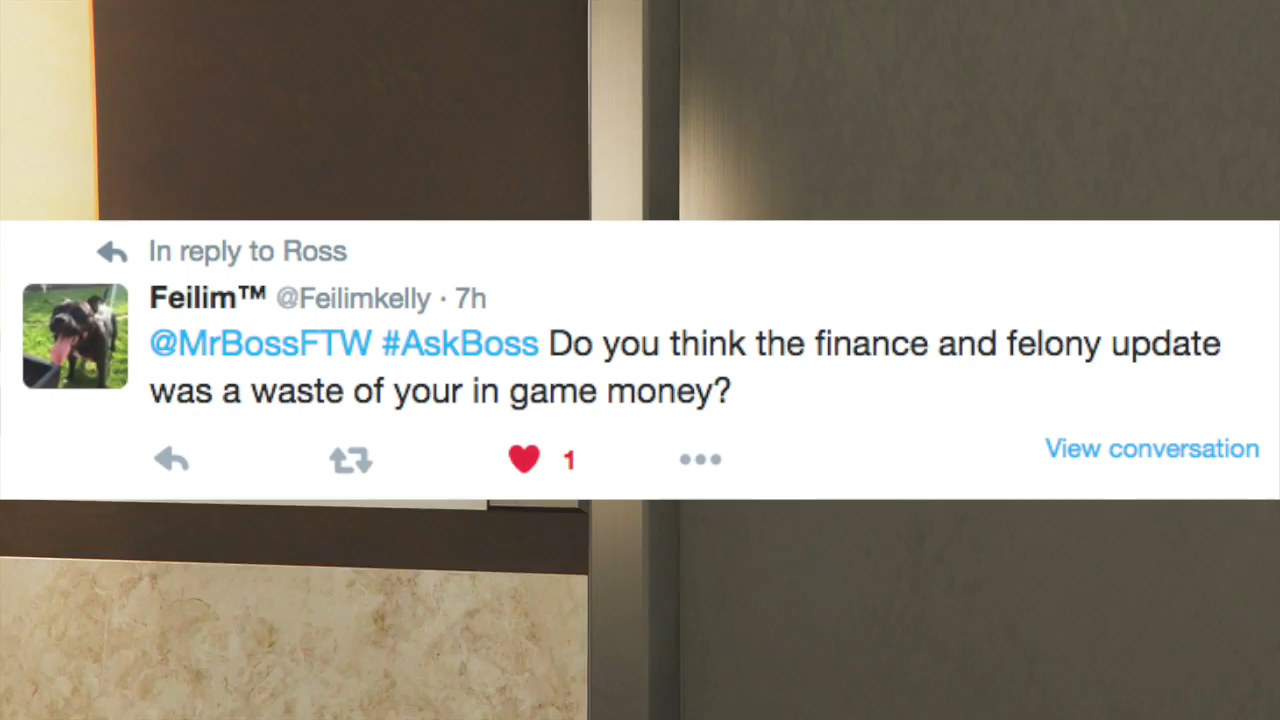 In reply to Ross
Feilim™ @Feilimkelly · 7h
@MrBossFTW #AskBoss Do you think the finance and felony update
was a waste of your in game money?
1
View conversation